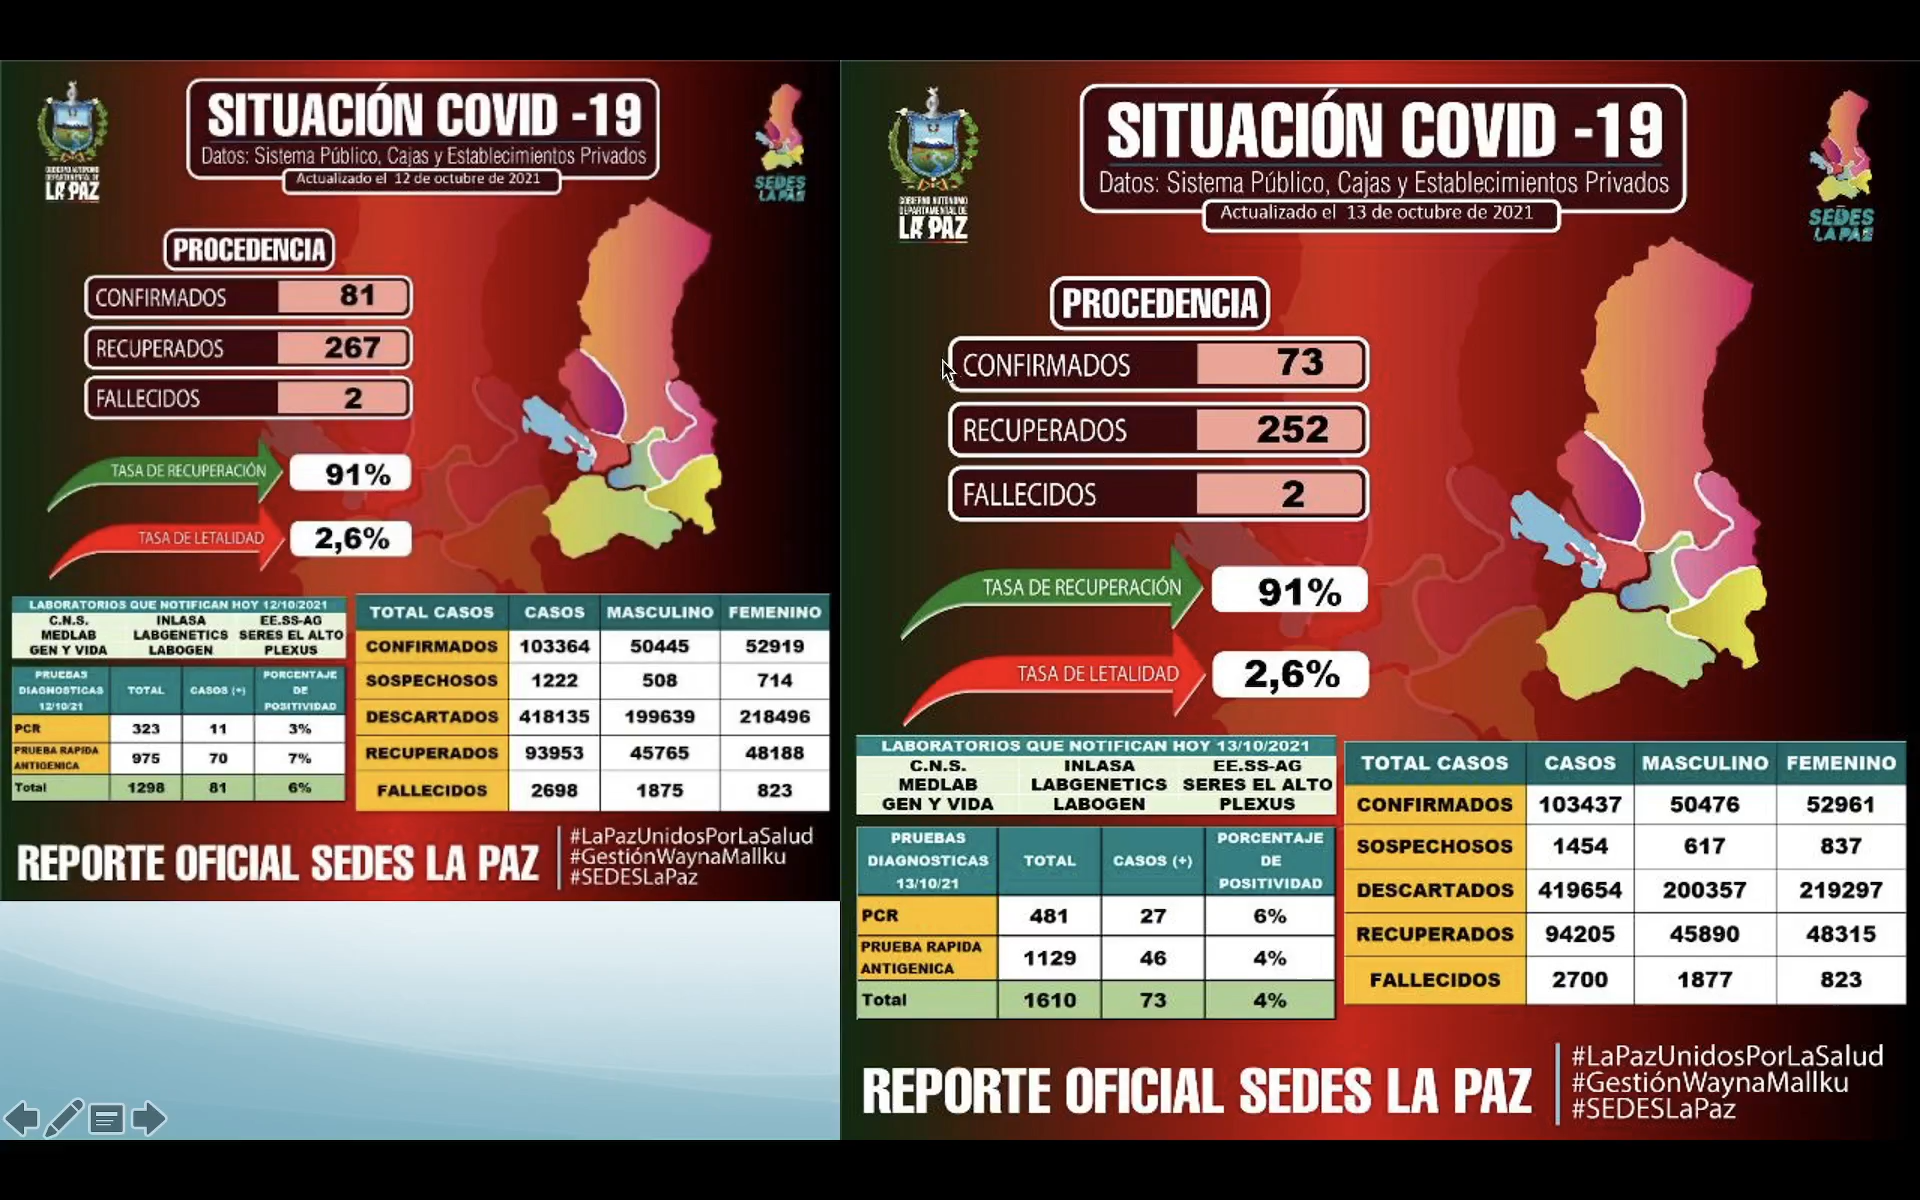 GOBIERNO AUTÓNOMO
DEPARTAMENTAL DE
LA PAZ
SITUACIÓN COVID -19
Datos: Sistema Público, Cajas y Establecimientos Privados
Actualizado el 12 de octubre de 2021
SEDES
LA PAZ
PROCEDENCIA
CONFIRMADOS 81
RECUPERADOS 267
FALLECIDOS 2
TASA DE RECUPERACIÓN 91%
TASA DE LETALIDAD 2,6%
LABORATORIOS QUE NOTIFICAN HOY 12/10/2021
C.N.S. INLASA EE.SS-AG
MEDLAB LABGENETICS SERES EL ALTO
GEN Y VIDA LABOGEN PLEXUS
PRUEBAS DIAGNOSTICAS 12/10/21 TOTAL CASOS (+) PORCENTAJE DE POSITIVIDAD
PCR 323 11 3%
PRUEBA RAPIDA ANTIGENICA 975 70 7%
Total 1298 81 6%
TOTAL CASOS CASOS MASCULINO FEMENINO
CONFIRMADOS 103364 50445 52919
SOSPECHOSOS 1222 508 714
DESCARTADOS 418135 199639 218496
RECUPERADOS 93953 45765 48188
FALLECIDOS 2698 1875 823
REPORTE OFICIAL SEDES LA PAZ
#LaPazUnidosPorLaSalud
#GestiónWaynaMallku
#SEDESLaPaz
GOBIERNO AUTÓNOMO
DEPARTAMENTAL DE
LA PAZ
SITUACIÓN COVID -19
Datos: Sistema Público, Cajas y Establecimientos Privados
Actualizado el 13 de octubre de 2021
SEDES
LA PAZ
PROCEDENCIA
CONFIRMADOS 73
RECUPERADOS 252
FALLECIDOS 2
TASA DE RECUPERACIÓN 91%
TASA DE LETALIDAD 2,6%
LABORATORIOS QUE NOTIFICAN HOY 13/10/2021
C.N.S. INLASA EE.SS-AG
MEDLAB LABGENETICS SERES EL ALTO
GEN Y VIDA LABOGEN PLEXUS
PRUEBAS DIAGNOSTICAS 13/10/21 TOTAL CASOS (+) PORCENTAJE DE POSITIVIDAD
PCR 481 27 6%
PRUEBA RAPIDA ANTIGENICA 1129 46 4%
Total 1610 73 4%
TOTAL CASOS CASOS MASCULINO FEMENINO
CONFIRMADOS 103437 50476 52961
SOSPECHOSOS 1454 617 837
DESCARTADOS 419654 200357 219297
RECUPERADOS 94205 45890 48315
FALLECIDOS 2700 1877 823
REPORTE OFICIAL SEDES LA PAZ
#LaPazUnidosPorLaSalud
#GestiónWaynaMallku
#SEDESLaPaz